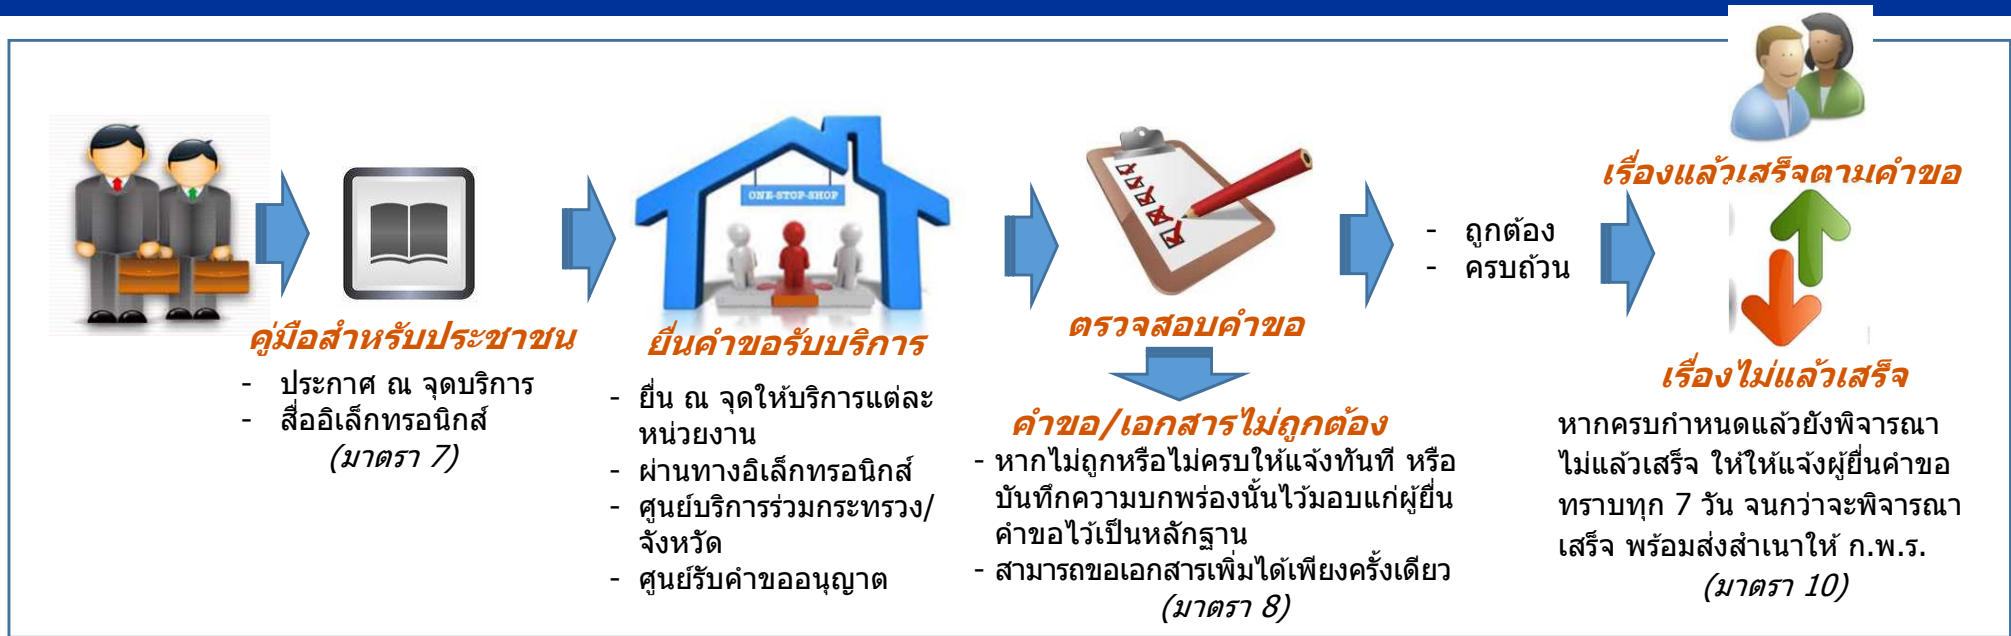 คู่มือสำหรับประชาชน
- ประกาศ ณ จุดบริการ
- สื่ออิเล็กทรอนิกส์
(มาตรา 7)
ONE-STOP-SHOP
ยื่นคำขอรับบริการ
- ยื่น ณ จุดให้บริการแต่ละ
หน่วยงาน
- ผ่านทางอิเล็กทรอนิกส์
- ศูนย์บริการร่วมกระทรวง/
จังหวัด
- ศูนย์รับคำขออนุญาต
ตรวจสอบคำขอ
คำขอ/เอกสารไม่ถูกต้อง
- หากไม่ถูกหรือไม่ครบให้แจ้งทันที หรือ
บันทึกความบกพร่องนั้นไว้มอบแก่ผู้ยื่น
คำขอไว้เป็นหลักฐาน
- สามารถขอเอกสารเพิ่มได้เพียงครั้งเดียว
(มาตรา 8)
- ถูกต้อง
- ครบถ้วน
เรื่องแล้วเสร็จตามคำขอ
เรื่องไม่แล้วเสร็จ
หากครบกำหนดแล้วยังพิจารณา
ไม่แล้วเสร็จ ให้ให้แจ้งผู้ยื่นคำขอ
ทราบทุก 7 วัน จนกว่าจะพิจารณา
เสร็จ พร้อมส่งสำเนาให้ ก.พ.ร.
(มาตรา 10)